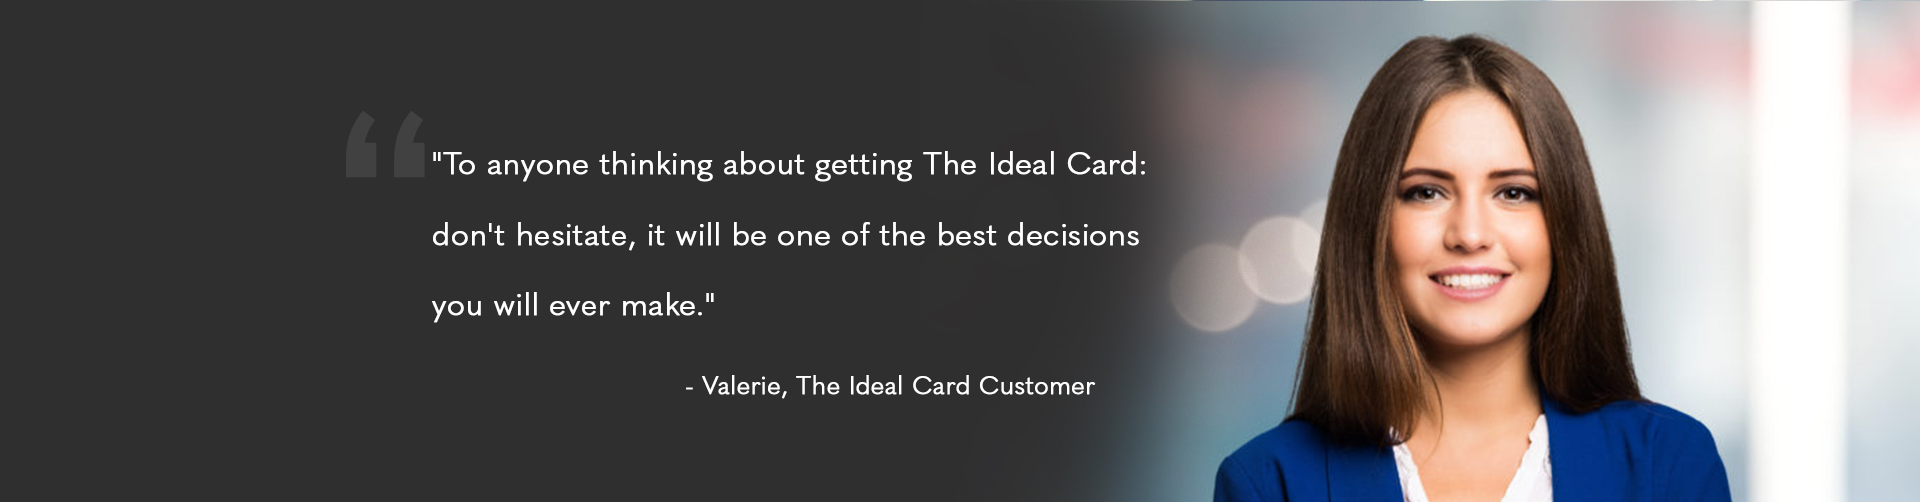 "To anyone thinking about getting The Ideal Card:
don't hesitate, it will be one of the best decisions
you will ever make."
- Valerie, The Ideal Card Customer